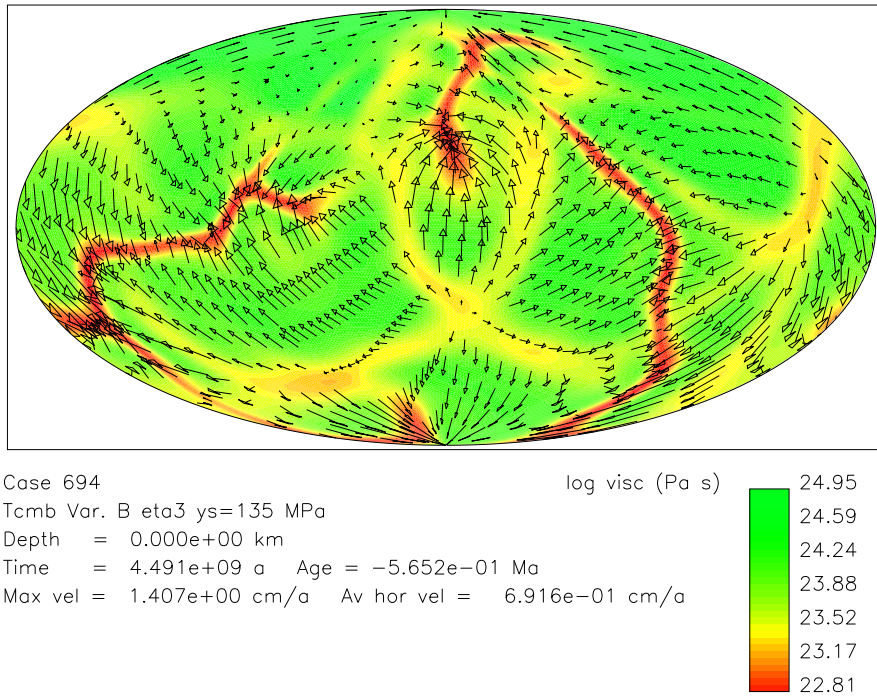 Case 694
log visc (Pa s)
Tcmb Var. B eta3 ys=135 MPa
Depth = 0.000e+00 km
Time = 4.491e+09 a Age = −5.652e−01 Ma
Max vel = 1.407e+00 cm/a Av hor vel = 6.916e−01 cm/a
24.95
24.59
24.24
23.88
23.52
23.17
22.81